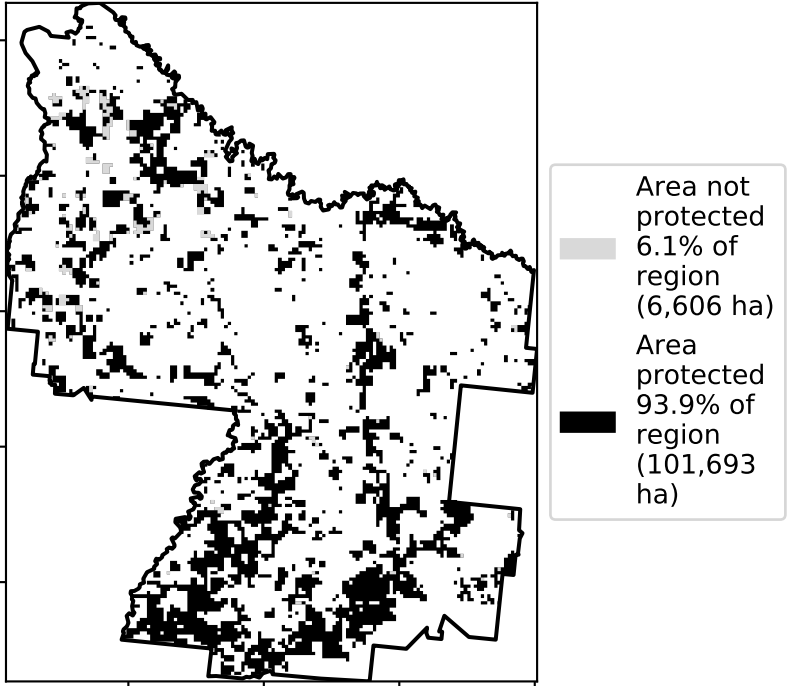 Area not
protected
6.1% of
region
(6,606 ha)
Area
protected
93.9% of
region
(101,693
ha)